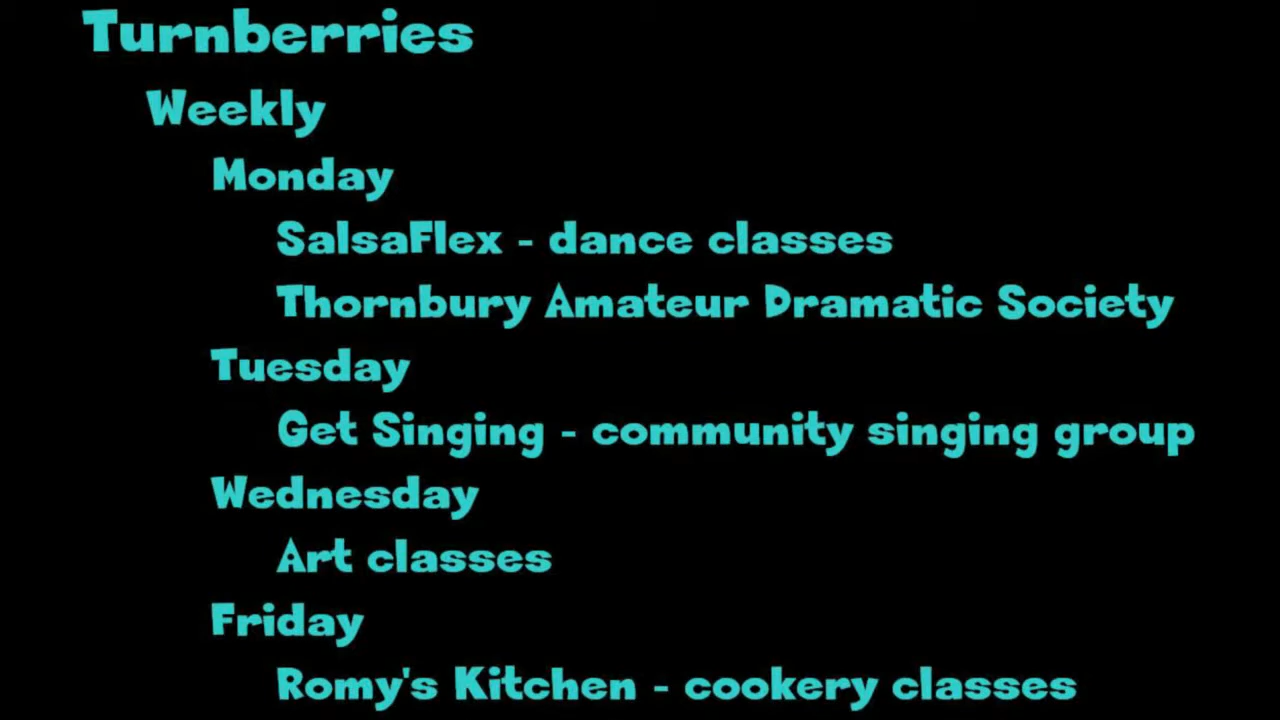 Turnberries
Weekly
Monday
SalsaFlex - dance classes
Thornbury Amateur Dramatic Society
Tuesday
Get Singing - community singing group
Wednesday
Art classes
Friday
Romy's Kitchen - cookery classes